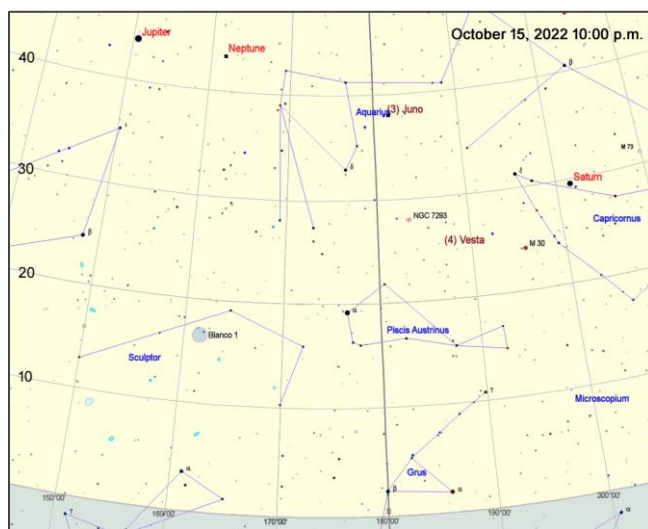 October 15, 2022 10:00 p.m.
Jupiter
Neptune
40
β
Aquarius
(3) Juno
M 73
ι
30
δ
δ
Saturn
NGC 7293
Capricornus
β
(4) Vesta
M 30
20
α
Blanco 1
Piscis Austrinus
Sculptor
10
γ
Microscopium
α
Grus
β
α
150°00'
160°00'
170°00'
180°00'
190°00'
200°00'
γ
S
α